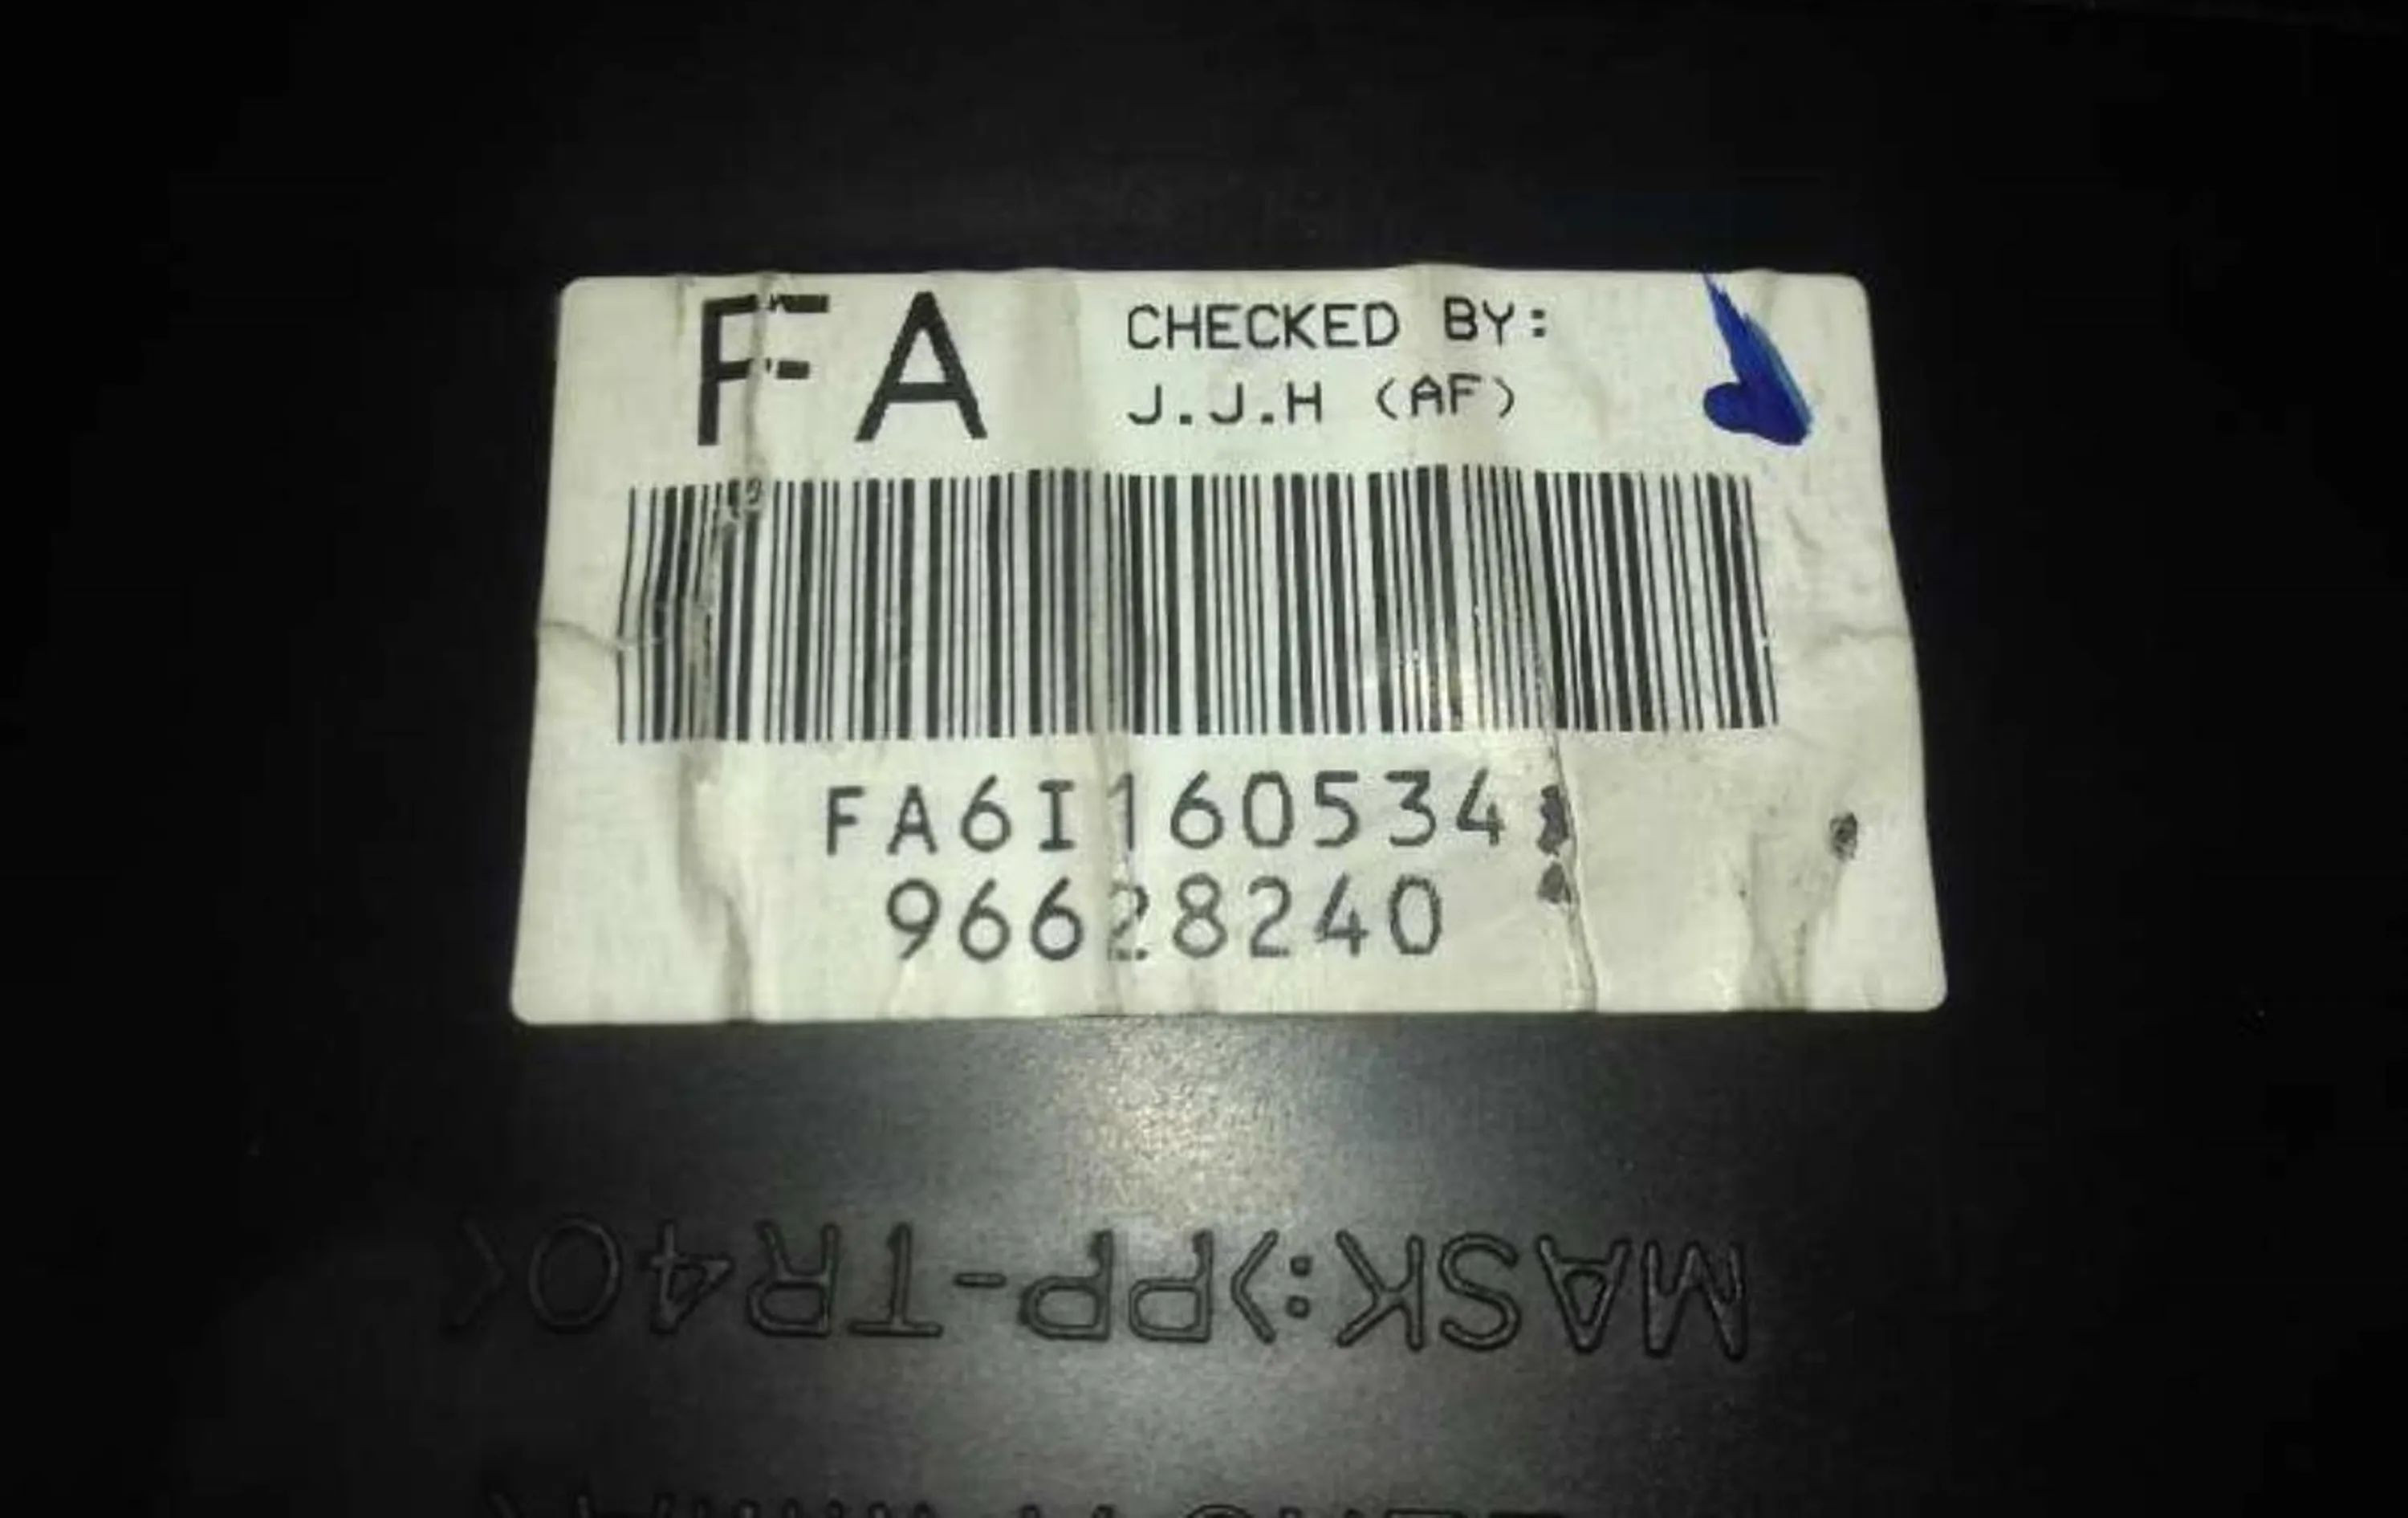 FA
CHECKED BY:
J.J.H (AF)
FA6I160534
96628240
MASK:>PP-TR40<